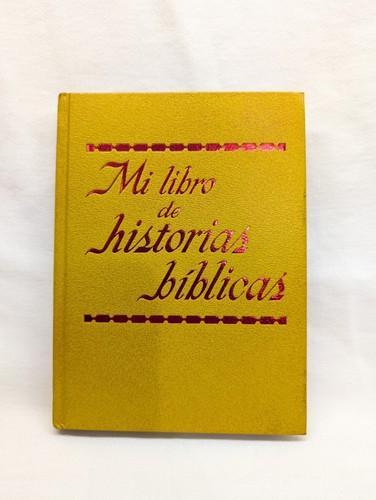 Mi libro
de
historias
bíblicas